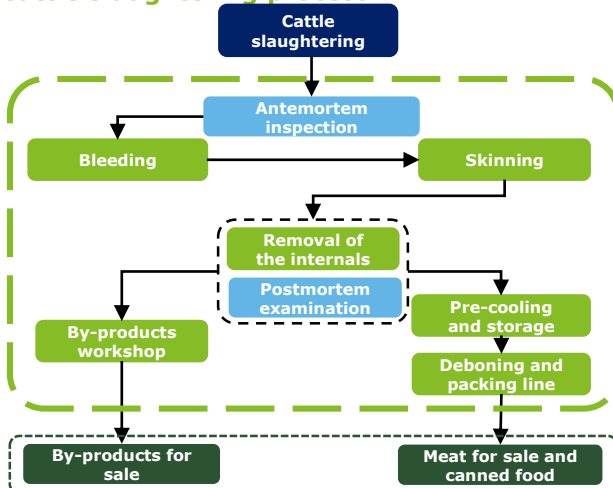 Cattle
slaughtering
Antemortem
inspection
Bleeding
Skinning
Removal of
the internals
Postmortem
examination
Pre-cooling
and storage
By-products
workshop
Deboning and
packing line
By-products for
sale
Meat for sale and
canned food